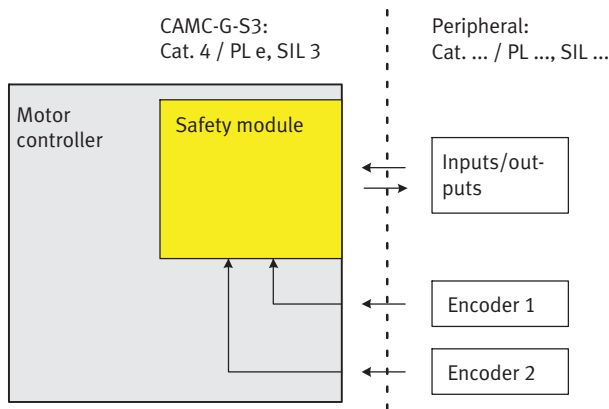 CAMC-G-S3:
Cat. 4 / PL e, SIL 3
Peripheral:
Cat. ... / PL ..., SIL ...
Motor
controller
Safety module
Inputs/out-
puts
Encoder 1
Encoder 2